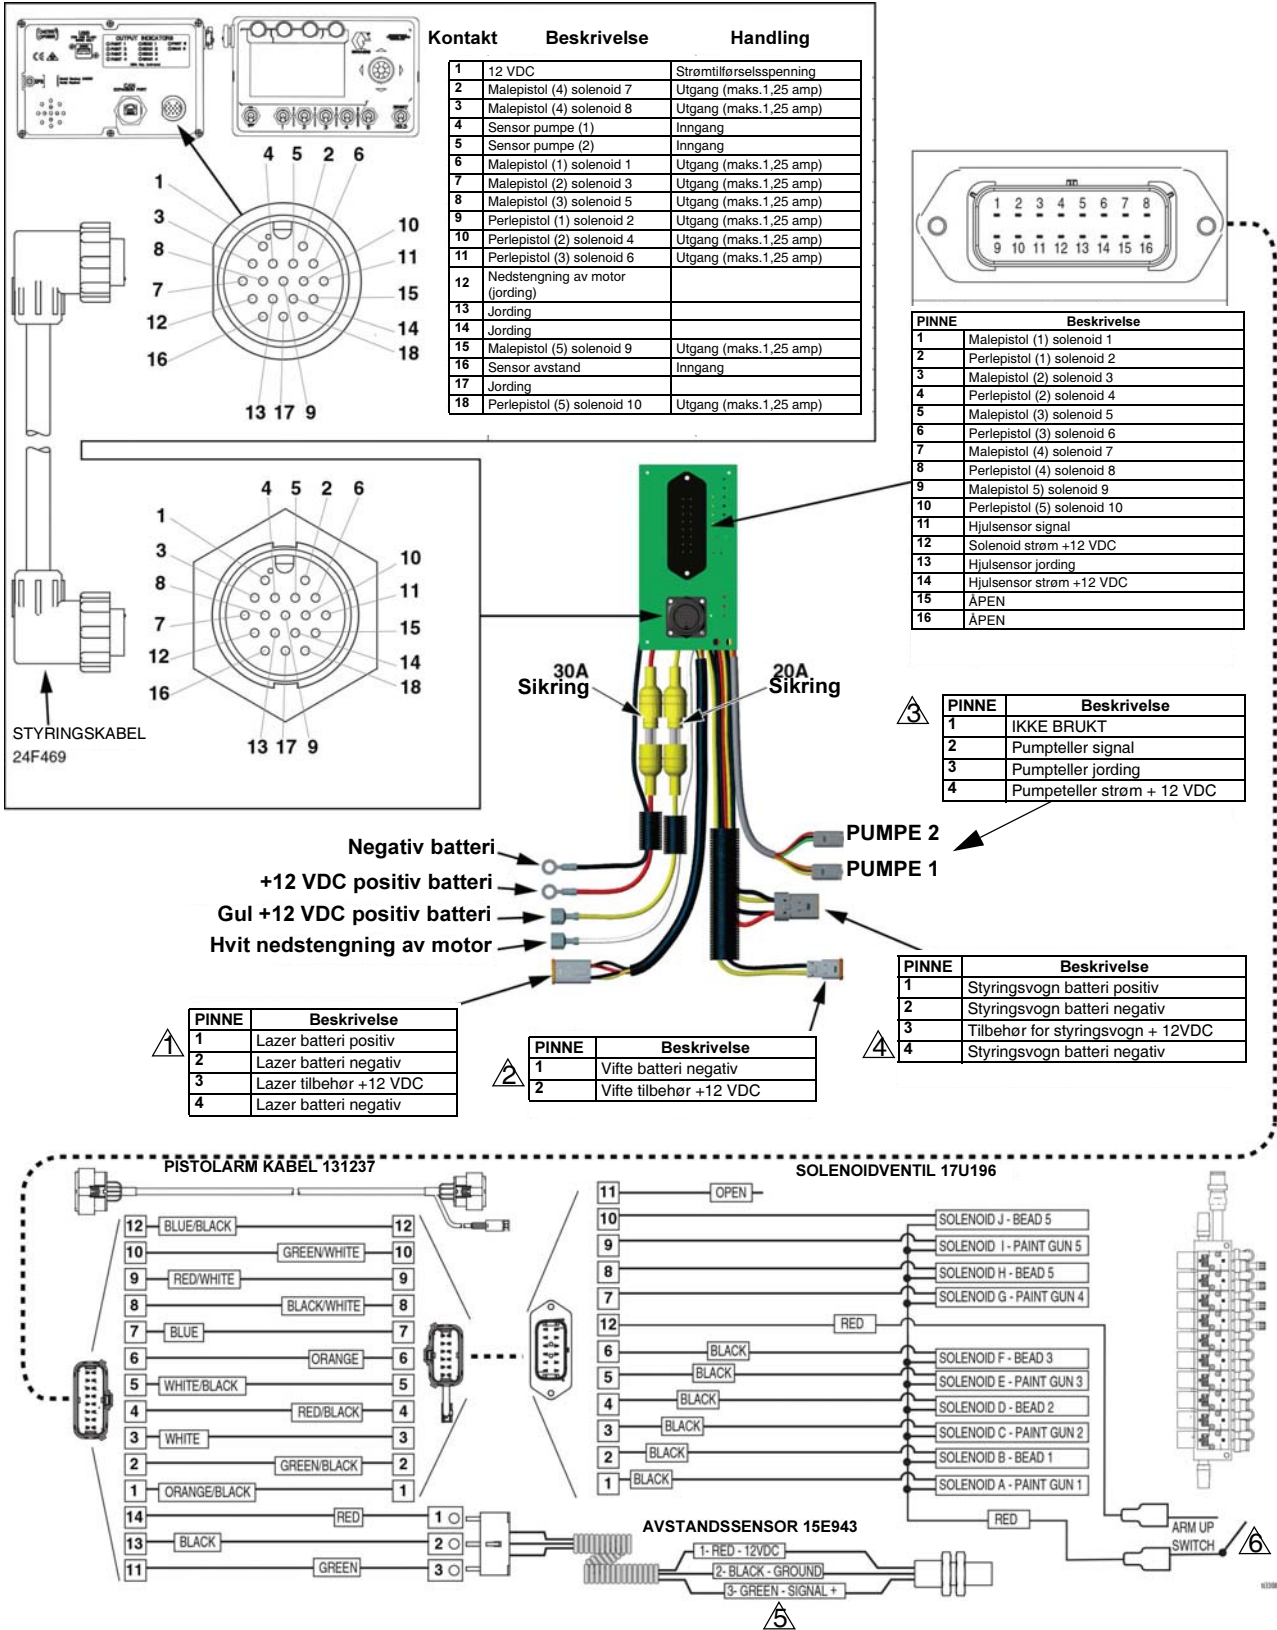 OUTPUT INDICATORS
USB
CAN
EXPANSION PORT
Kontakt Beskrivelse Handling
1 12 VDC Strømtilførselsspenning
2 Malepistol (4) solenoid 7 Utgang (maks.1,25 amp)
3 Malepistol (4) solenoid 8 Utgang (maks.1,25 amp)
4 Sensor pumpe (1) Inngang
5 Sensor pumpe (2) Inngang
6 Malepistol (1) solenoid 1 Utgang (maks.1,25 amp)
7 Malepistol (2) solenoid 3 Utgang (maks.1,25 amp)
8 Malepistol (3) solenoid 5 Utgang (maks.1,25 amp)
9 Perlepistol (1) solenoid 2 Utgang (maks.1,25 amp)
10 Perlepistol (2) solenoid 4 Utgang (maks.1,25 amp)
11 Perlepistol (3) solenoid 6 Utgang (maks.1,25 amp)
12 Nedstengning av motor
(jording)
13 Jording
14 Jording
15 Malepistol (5) solenoid 9 Utgang (maks.1,25 amp)
16 Sensor avstand Inngang
17 Jording
18 Perlepistol (5) solenoid 10 Utgang (maks.1,25 amp)
4 5 2 6
1
3
8
7
12
16
10
11
15
14
18
13 17 9
4 5 2 6
1
3
8
7
12
16
10
11
15
14
18
13 17 9
STYRINGSKABEL
24F469
1 2 3 4 5 6 7 8
9 10 11 12 13 14 15 16
PINNE Beskrivelse
1 Malepistol (1) solenoid 1
2 Perlepistol (1) solenoid 2
3 Malepistol (2) solenoid 3
4 Perlepistol (2) solenoid 4
5 Malepistol (3) solenoid 5
6 Perlepistol (3) solenoid 6
7 Malepistol (4) solenoid 7
8 Perlepistol (4) solenoid 8
9 Malepistol 5) solenoid 9
10 Perlepistol (5) solenoid 10
11 Hjulsensor signal
12 Solenoid strøm +12 VDC
13 Hjulsensor jording
14 Hjulsensor strøm +12 VDC
15 ÅPEN
16 ÅPEN
30A
Sikring
20A
Sikring
3
PINNE Beskrivelse
1 IKKE BRUKT
2 Pumpteller signal
3 Pumpteller jording
4 Pumpeteller strøm + 12 VDC
PUMPE 2
PUMPE 1
Negativ batteri
+12 VDC positiv batteri
Gul +12 VDC positiv batteri
Hvit nedstengning av motor
1
PINNE Beskrivelse
1 Lazer batteri positiv
2 Lazer batteri negativ
3 Lazer tilbehør +12 VDC
4 Lazer batteri negativ
2
PINNE Beskrivelse
1 Vifte batteri negativ
2 Vifte tilbehør +12 VDC
4
PINNE Beskrivelse
1 Styringsvogn batteri positiv
2 Styringsvogn batteri negativ
3 Tilbehør for styringsvogn + 12VDC
4 Styringsvogn batteri negativ
PISTOLARM KABEL 131237
12 BLUE/BLACK 12
10 GREEN/WHITE 10
9 RED/WHITE 9
8 BLACK/WHITE 8
7 BLUE 7
6 ORANGE 6
5 WHITE/BLACK 5
4 RED/BLACK 4
3 WHITE 3
2 GREEN/BLACK 2
1 ORANGE/BLACK 1
14 RED 1
13 BLACK 2
11 GREEN 3
SOLENOIDVENTIL 17U196
11 OPEN
10 SOLENOID J - BEAD 5
9 SOLENOID I - PAINT GUN 5
8 SOLENOID H - BEAD 5
7 SOLENOID G - PAINT GUN 4
12 RED
6 BLACK SOLENOID F - BEAD 3
5 BLACK SOLENOID E - PAINT GUN 3
4 BLACK SOLENOID D - BEAD 2
3 BLACK SOLENOID C - PAINT GUN 2
2 BLACK SOLENOID B - BEAD 1
1 BLACK SOLENOID A - PAINT GUN 1
RED
ARM UP
SWITCH
6
AVSTANDSSENSOR 15E943
1- RED - 12VDC
2- BLACK - GROUND
3- GREEN - SIGNAL +
5